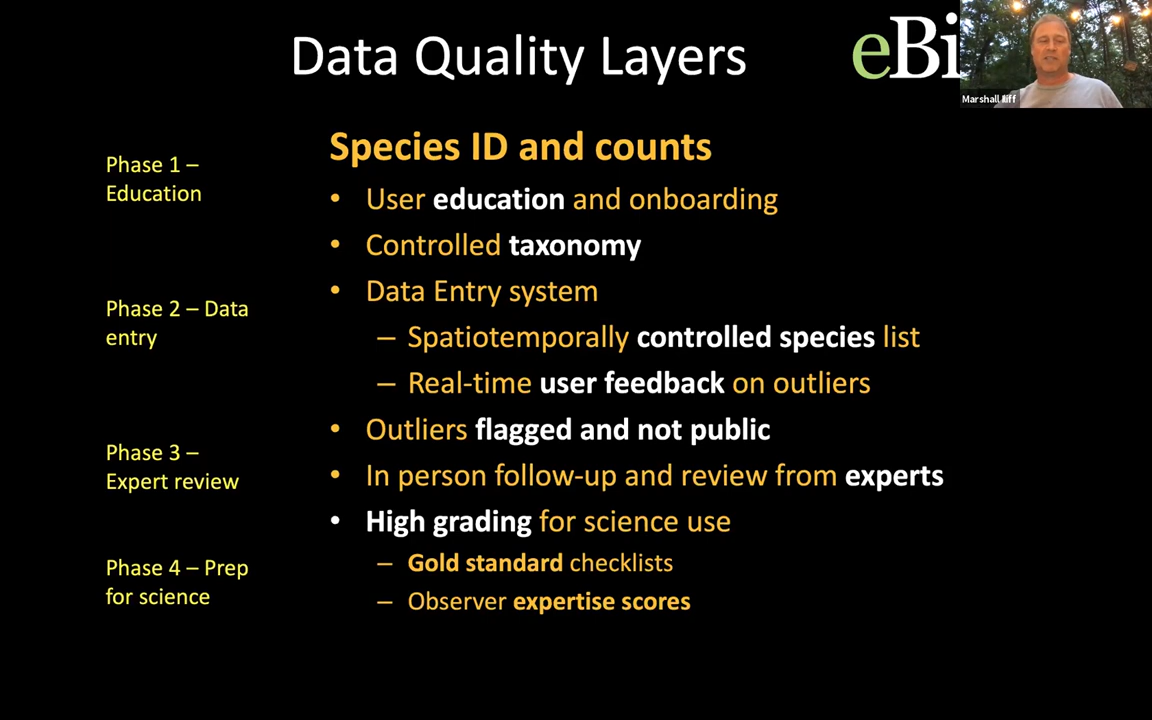 Data Quality Layers
eBi
Marshall Iliff
Species ID and counts
Phase 1 –
Education
• User education and onboarding
• Controlled taxonomy
• Data Entry system
Phase 2 – Data
entry
– Spatiotemporally controlled species list
– Real-time user feedback on outliers
• Outliers flagged and not public
Phase 3 –
Expert review
• In person follow-up and review from experts
• High grading for science use
Phase 4 – Prep
for science
– Gold standard checklists
– Observer expertise scores